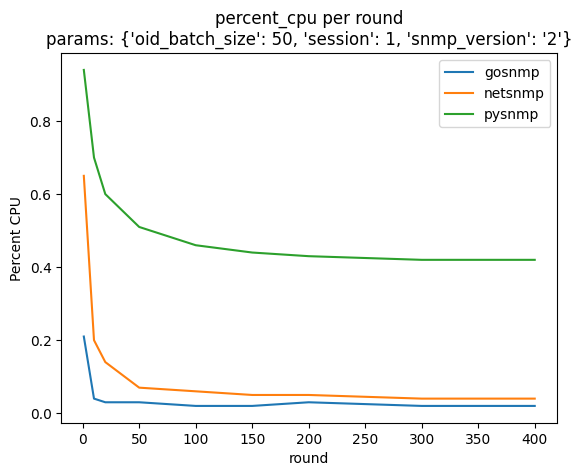 percent_cpu per round
params: {'oid_batch_size': 50, 'session': 1, 'snmp_version': '2'}
gosnmp
netsnmp
pysnmp
Percent CPU
0.8
0.6
0.4
0.2
0.0
0 50 100 150 200 250 300 350 400
round